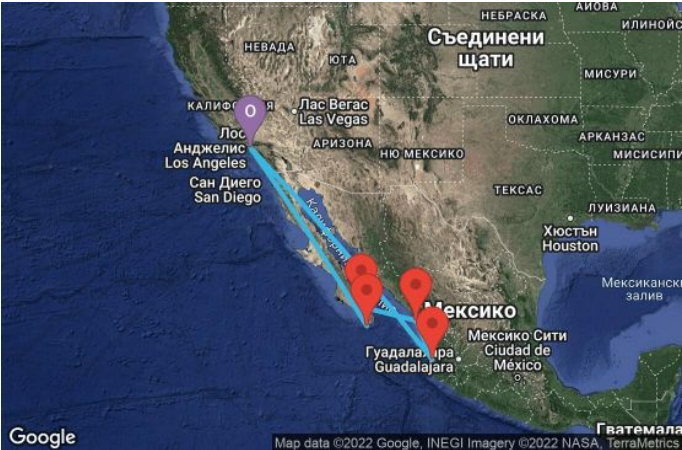 НЕБРАСКА
АЙОВА
ИЛИНОЙС
Съединени
щати
НЕВАДА
ЮТА
МИСУРИ
КАЛИФ
Я
O
Лас Вегас
Las Vegas
ОКЛАХОМА
Лос
Анджелис
Los Angeles
АРИЗОНА
НЮ МЕКСИКО
АРКАНЗАС
МИСИСИПИ
Сан Диего
San Diego
ТЕКСАС
ЛУИЗИАНА
Хюстън
Houston
Мексикански
залив
Мексико
Мексико Сити
Ciudad de
México
Гуадалахара
Guadalajara
Гватемала
Google
Map data ©2022 Google, INEGI Imagery ©2022 NASA, TerraMetrics